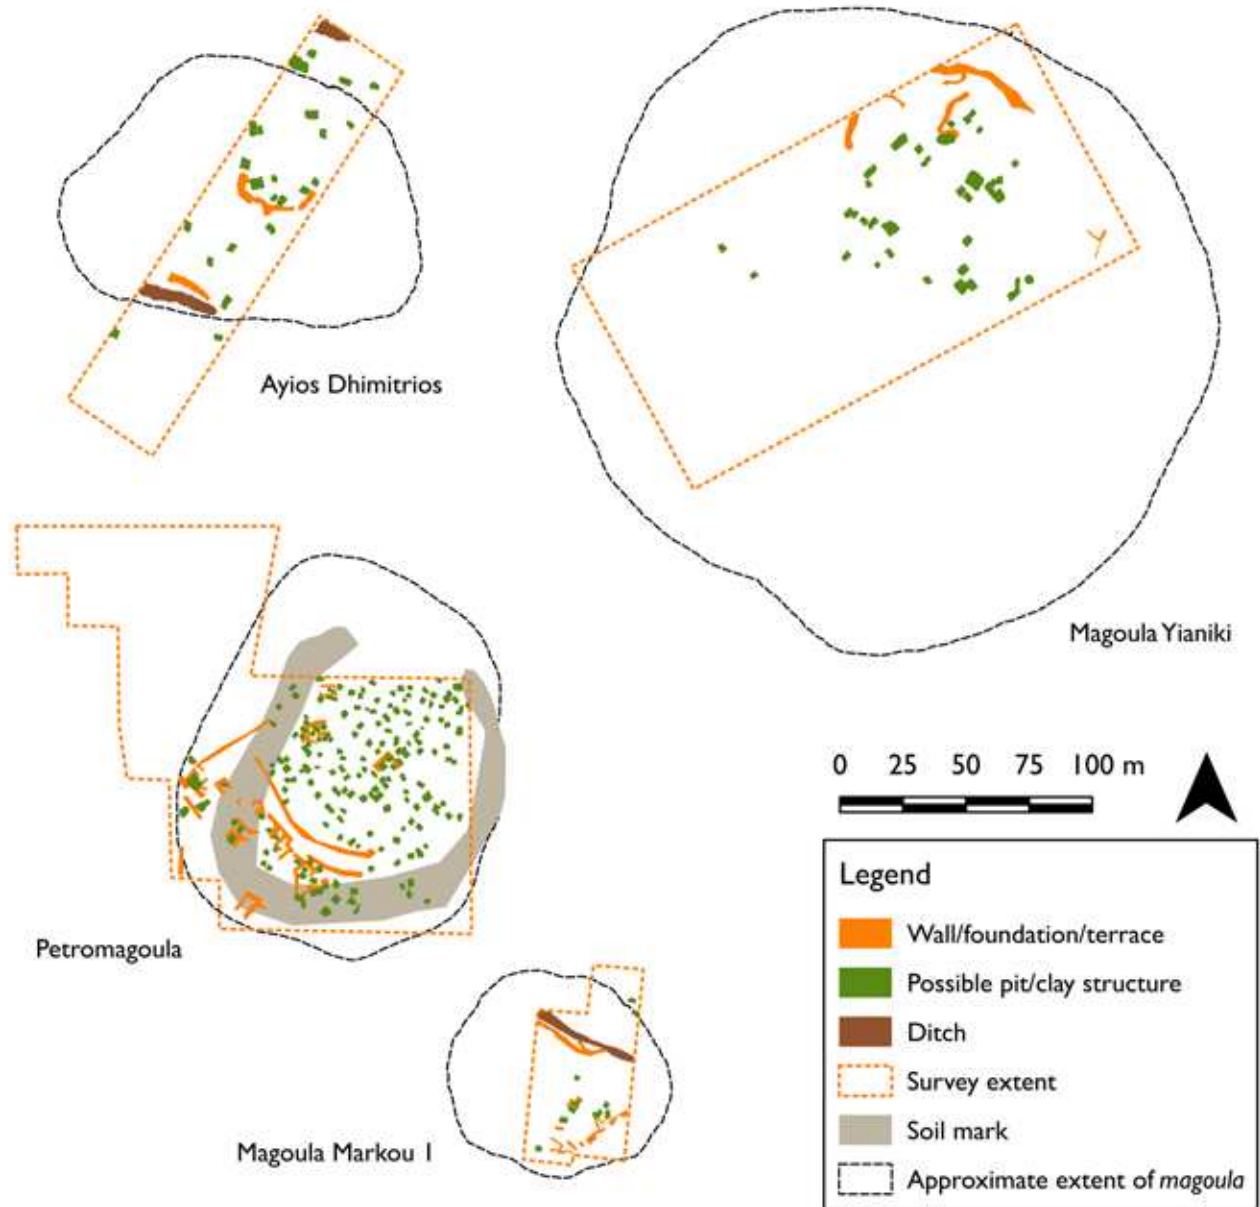 Ayios Dhimitrios
Magoula Yianiki
Petromagoula
Magoula Markou 1
0 25 50 75 100 m
Legend
Wall/foundation/terrace
Possible pit/clay structure
Ditch
Survey extent
Soil mark
Approximate extent of magoula